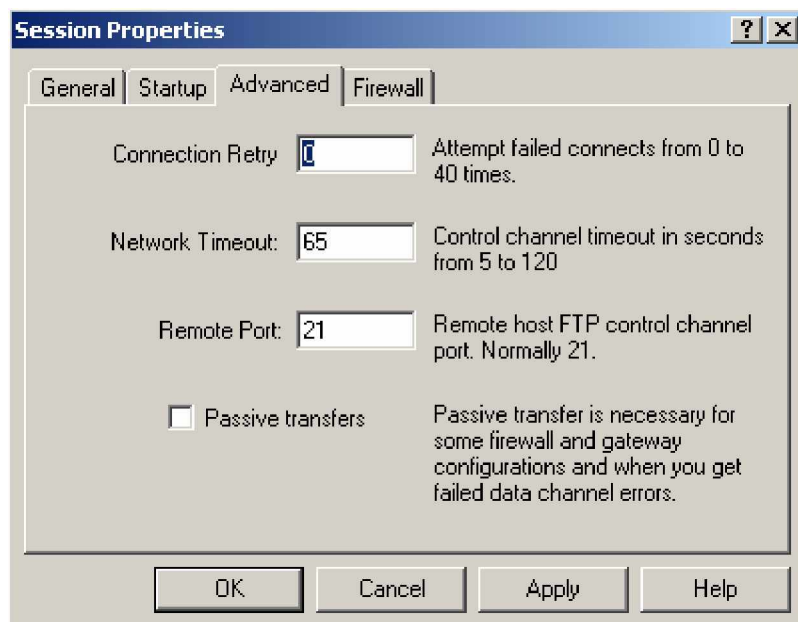 Session Properties
General Startup Advanced Firewall
Connection Retry 0 Attempt failed connects from 0 to
40 times.
Network Timeout: 65 Control channel timeout in seconds
from 5 to 120
Remote Port: 21 Remote host FTP control channel
port. Normally 21.
Passive transfers Passive transfer is necessary for
some firewall and gateway
configurations and when you get
failed data channel errors.
OK Cancel Apply Help